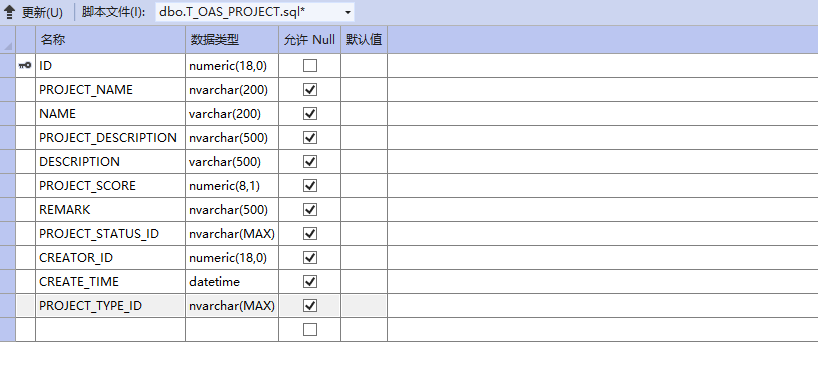 更新(U) 脚本文件(I): dbo.T_OAS_PROJECT.sql*
名称 数据类型 允许 Null 默认值
ID numeric(18,0)
PROJECT_NAME nvarchar(200)
NAME varchar(200)
PROJECT_DESCRIPTION nvarchar(500)
DESCRIPTION varchar(500)
PROJECT_SCORE numeric(8,1)
REMARK nvarchar(500)
PROJECT_STATUS_ID nvarchar(MAX)
CREATOR_ID numeric(18,0)
CREATE_TIME datetime
PROJECT_TYPE_ID nvarchar(MAX)